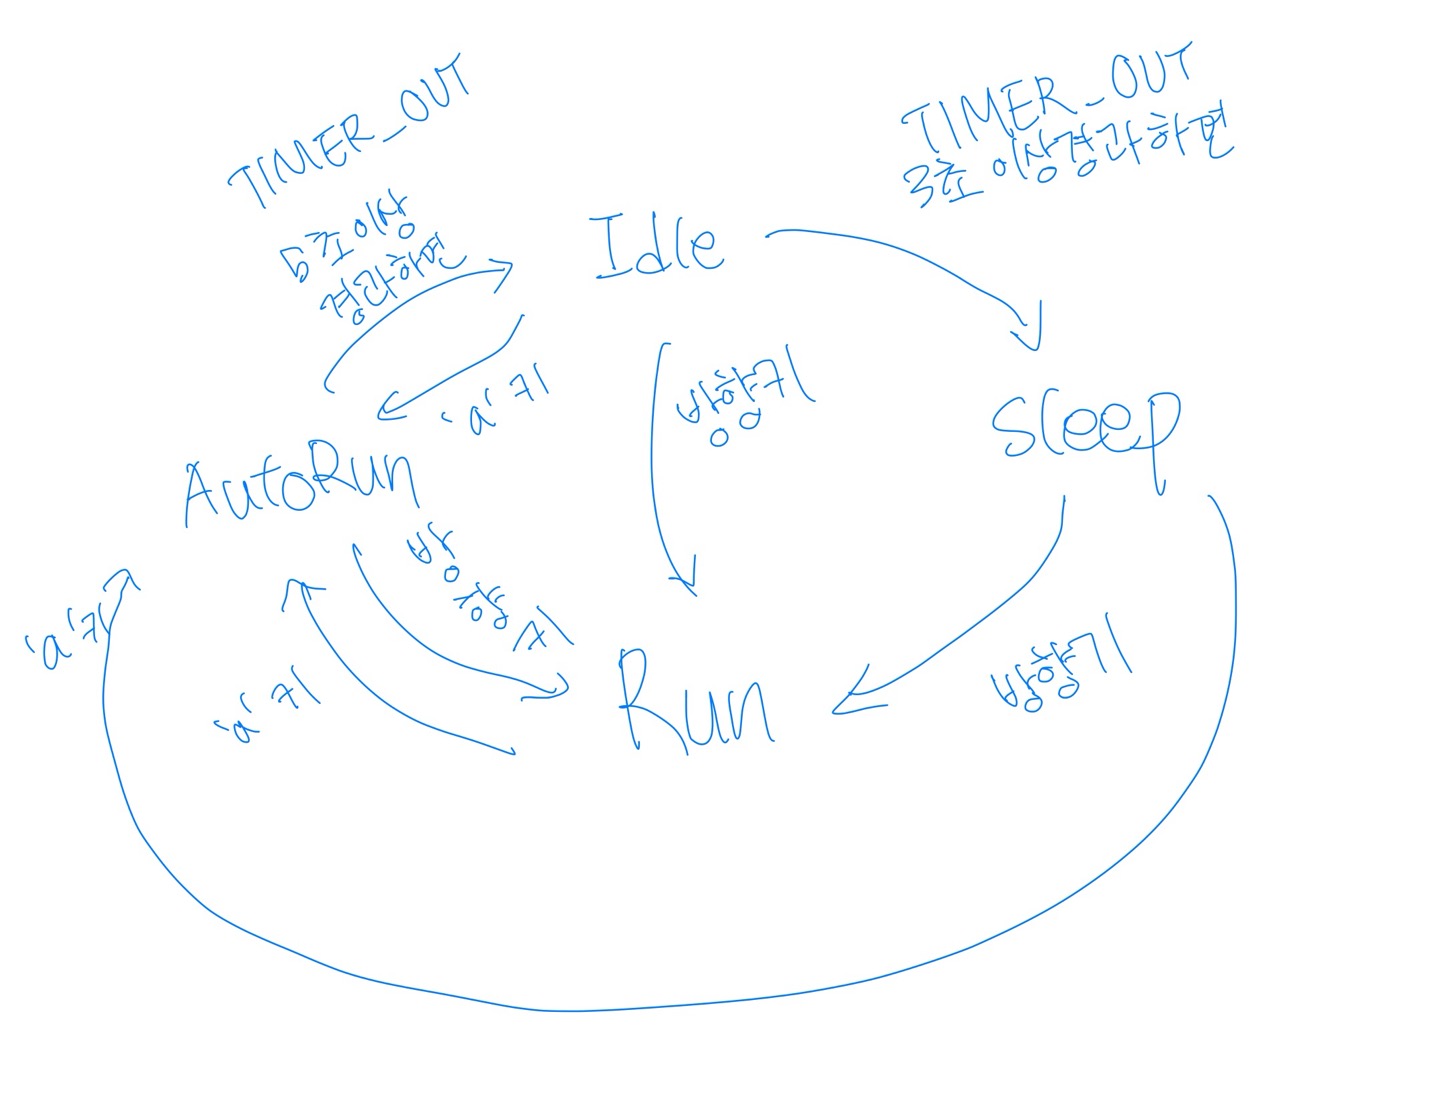 TIMER_OUT
5초 이상
경과하면
TIMER_OUT
3초 이상 경과하면
Idle
'a' 키
방향키
Sleep
AutoRun
방향키
'a' 키
'a' 키
Run
방향키